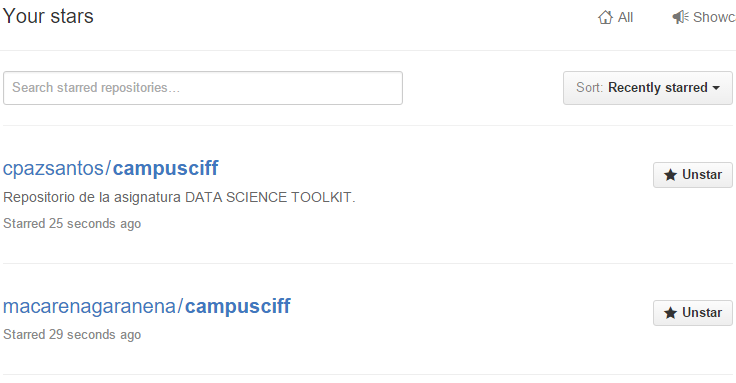 Your stars
All
Showc
Search starred repositories...
Sort: Recently starred
cpazsantos/campusciff
Unstar
Repositorio de la asignatura DATA SCIENCE TOOLKIT.
Starred 25 seconds ago
macarenagaranena/campusciff
Unstar
Starred 29 seconds ago